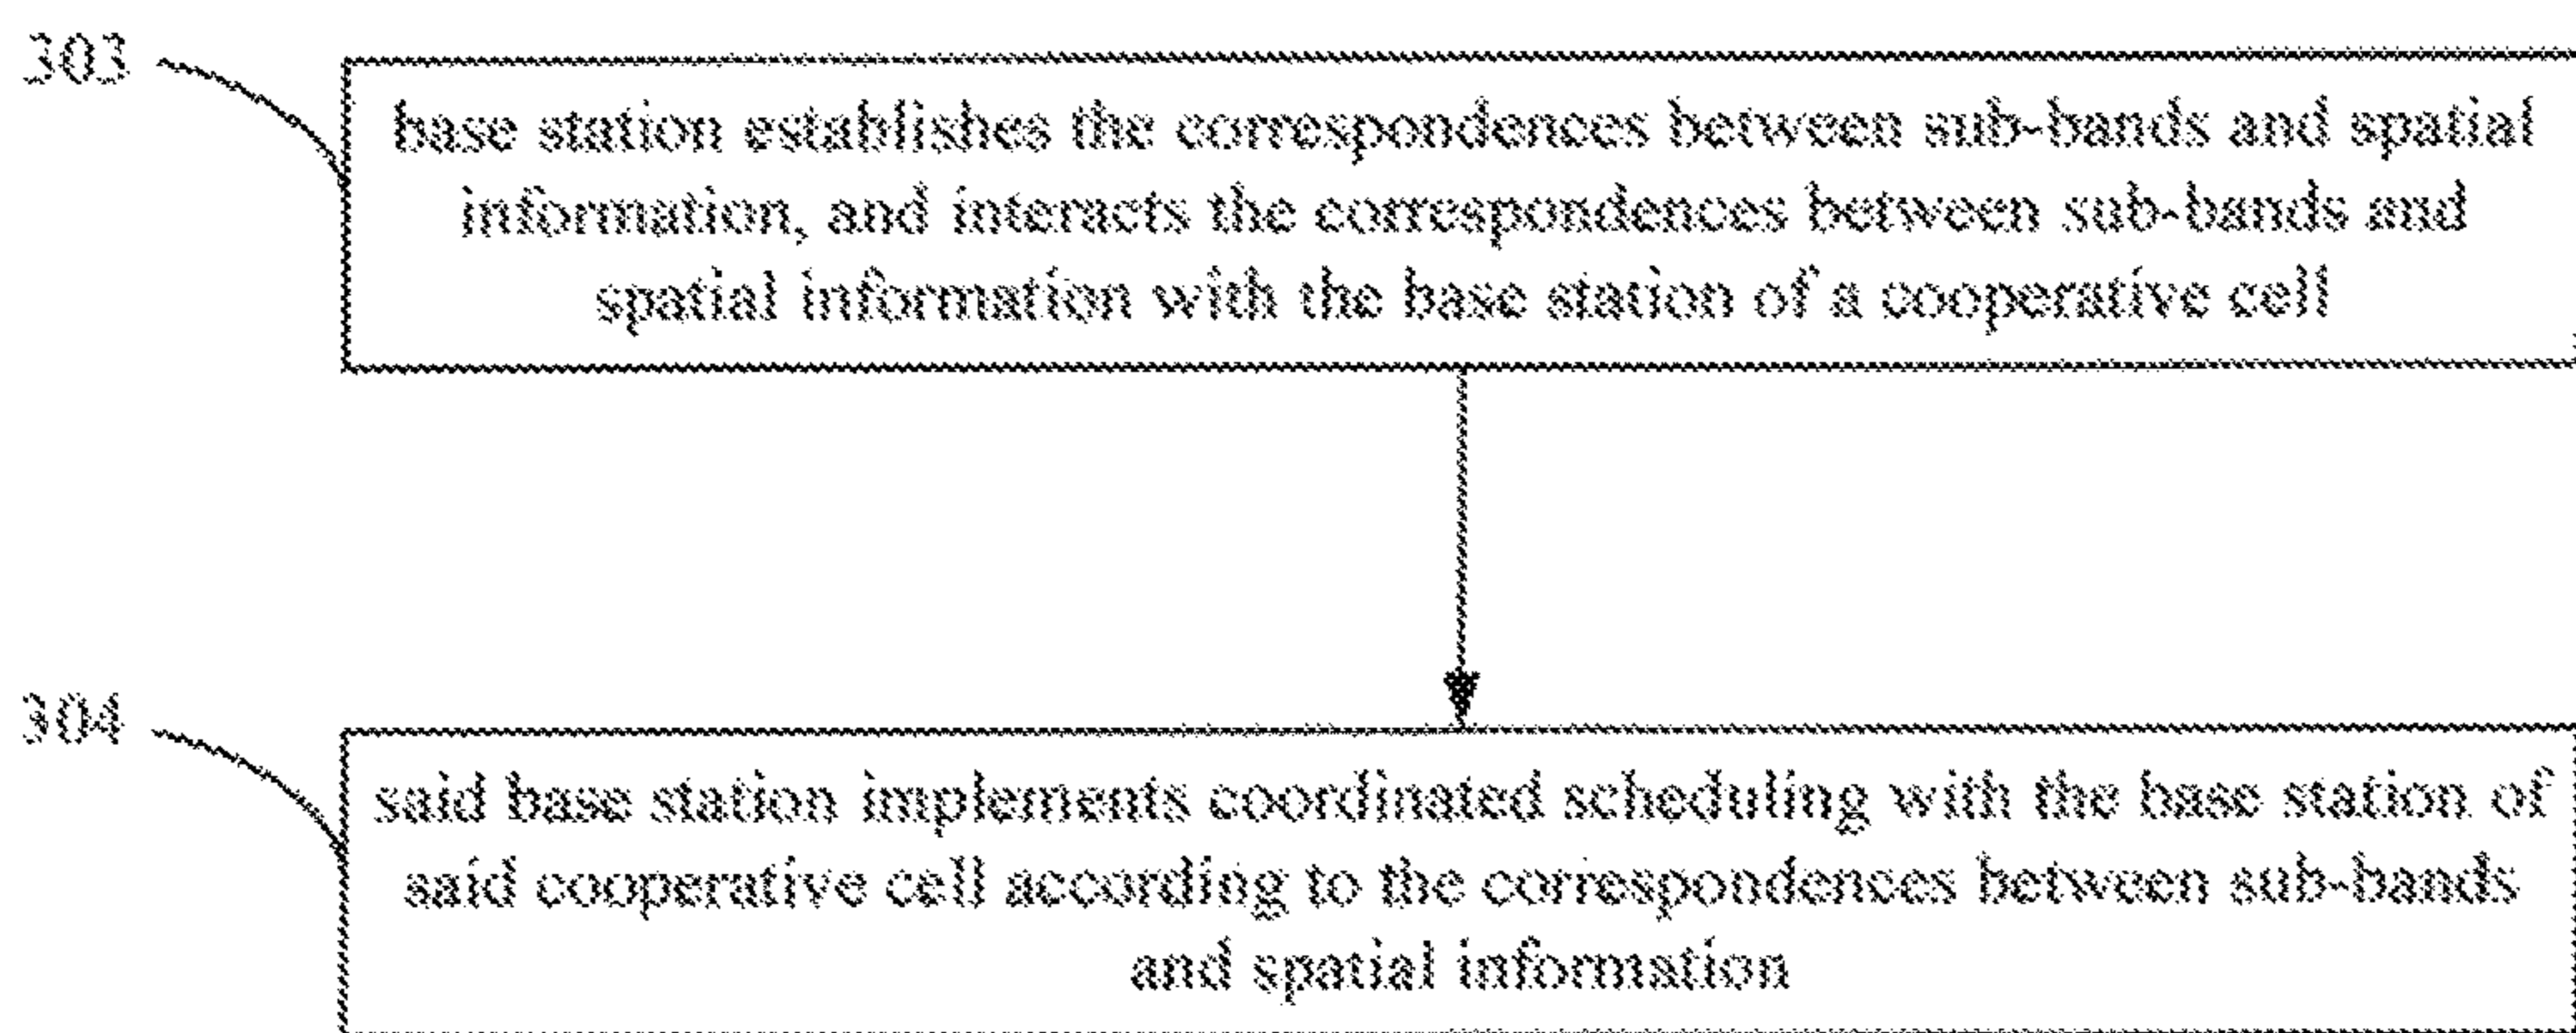 303
base station establishes the correspondences between sub-bands and spatial
information, and interacts the correspondences between sub-bands and
spatial information with the base station of a cooperative cell
304
said base station implements coordinated scheduling with the base station of
said cooperative cell according to the correspondences between sub-bands
and spatial information